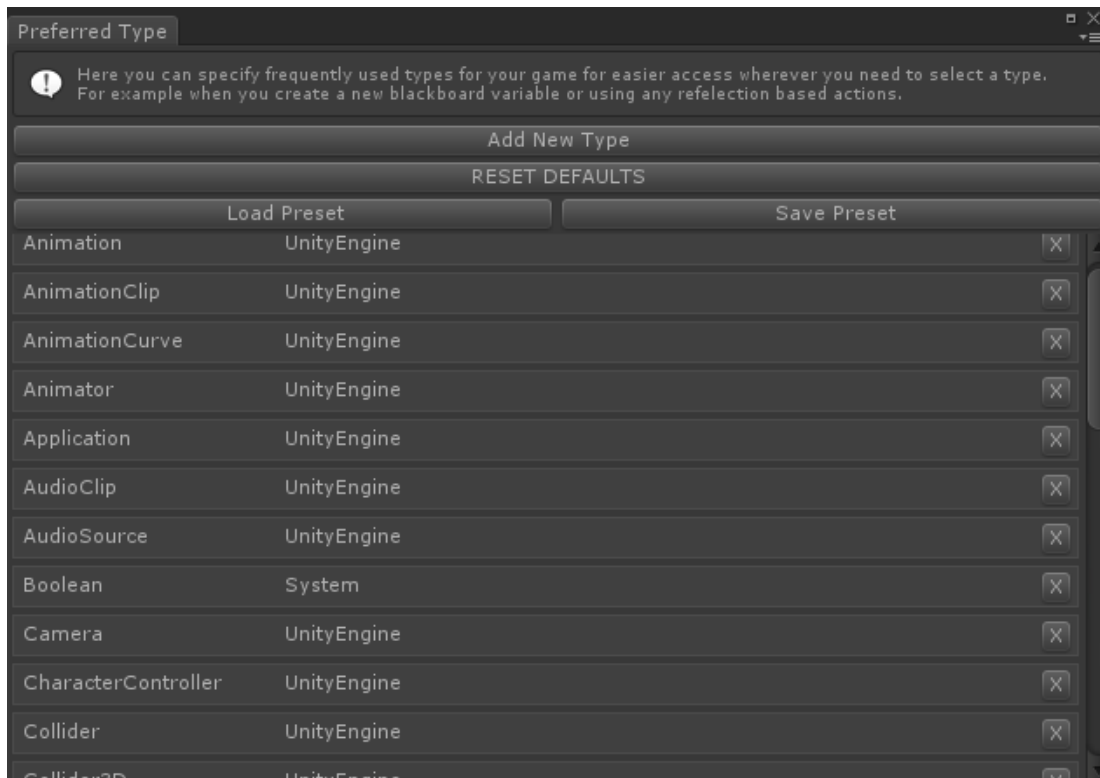 Preferred Type
Here you can specify frequently used types for your game for easier access wherever you need to select a type.
For example when you create a new blackboard variable or using any refelection based actions.
Add New Type
RESET DEFAULTS
Load Preset Save Preset
Animation UnityEngine X
AnimationClip UnityEngine X
AnimationCurve UnityEngine X
Animator UnityEngine X
Application UnityEngine X
AudioClip UnityEngine X
AudioSource UnityEngine X
Boolean System X
Camera UnityEngine X
CharacterController UnityEngine X
Collider UnityEngine X
Collider2D UnityEngine X